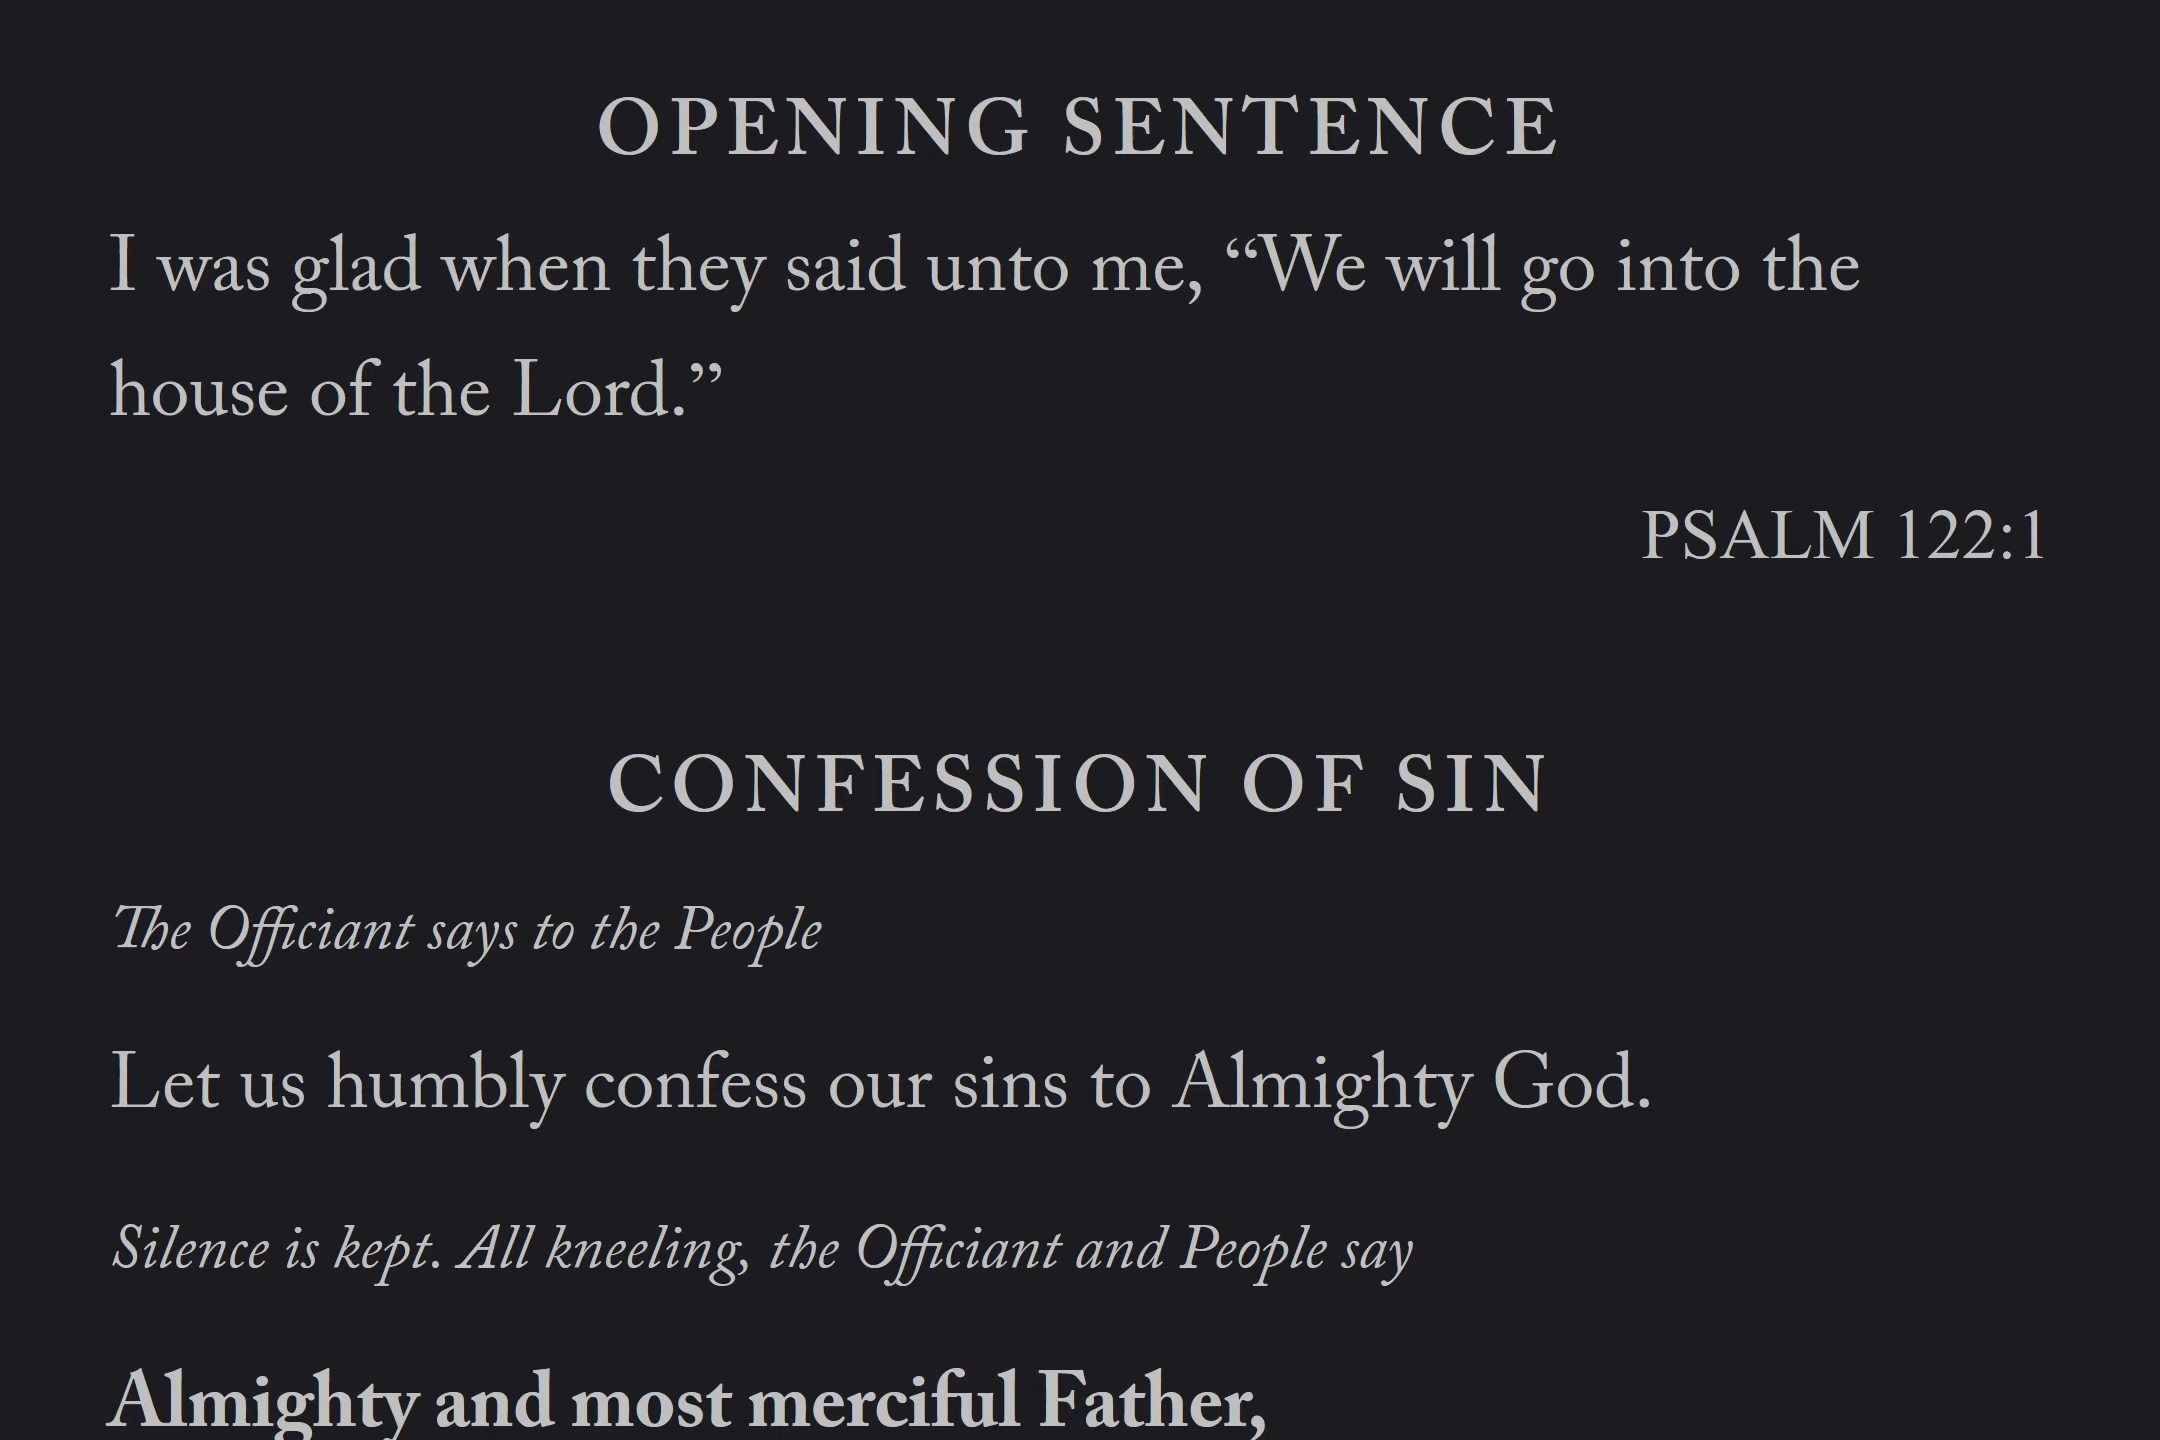 OPENING SENTENCE
I was glad when they said unto me, “We will go into the
house of the Lord.”
PSALM 122:1
CONFESSION OF SIN
The Officiant says to the People
Let us humbly confess our sins to Almighty God.
Silence is kept. All kneeling, the Officiant and People say
Almighty and most merciful Father,